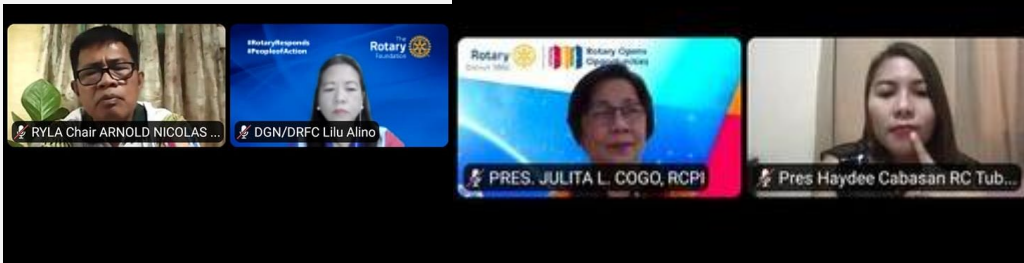 #RotaryResponds
#PeopleofAction
The
Rotary
Foundation
RYLA Chair ARNOLD NICOLAS ...
DGN/DRFC Lilu Alino
Rotary
Rotary Opens
Opportunities
PRES. JULITA L. COGO, RCPI
Pres Haydee Cabasan RC Tub...